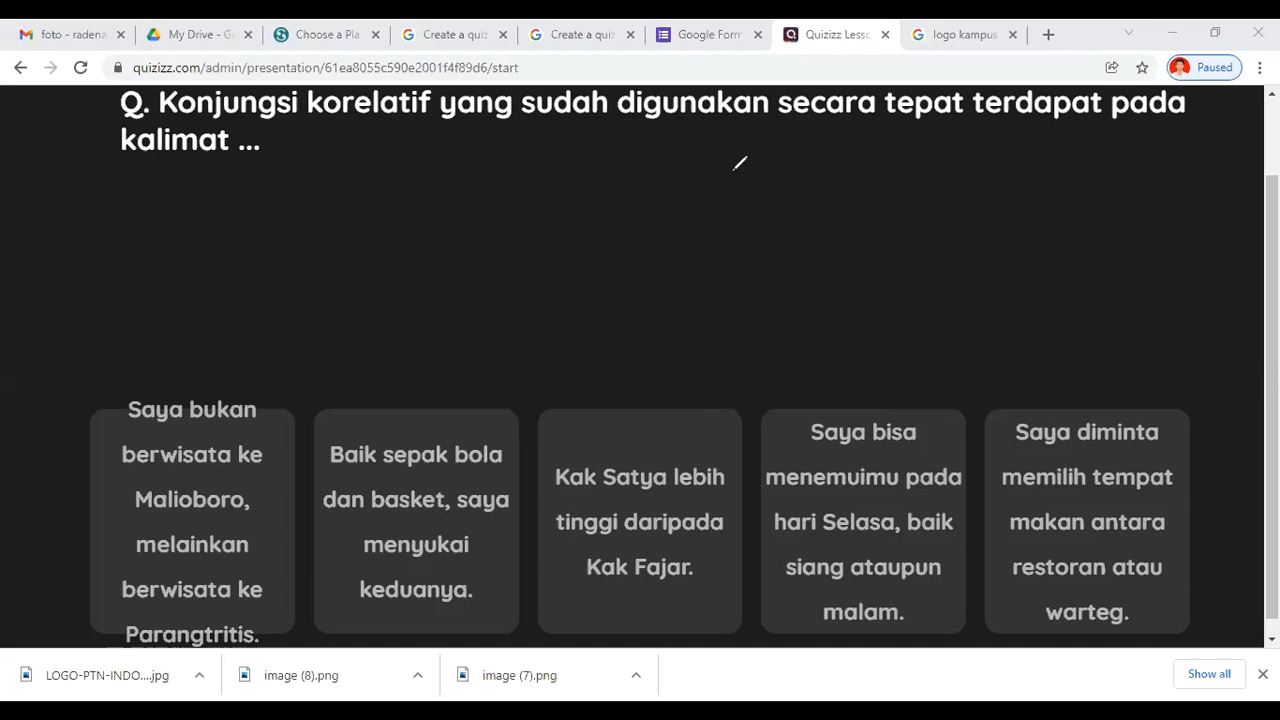 foto - radena
My Drive - G
Choose a Pla
Create a quiz
Create a quiz
Google Form
Quizizz Lesso
logo kampus
quizizz.com/admin/presentation/61ea8055c590e2001f4f89d6/start
Paused
Q. Konjungsi korelatif yang sudah digunakan secara tepat terdapat pada
kalimat ...
Saya bukan
berwisata ke
Malioboro,
melainkan
berwisata ke
Parangtritis.
Baik sepak bola
dan basket, saya
menyukai
keduanya.
Kak Satya lebih
tinggi daripada
Kak Fajar.
Saya bisa
menemuimu pada
hari Selasa, baik
siang ataupun
malam.
Saya diminta
memilih tempat
makan antara
restoran atau
warteg.
LOGO-PTN-INDO....jpg
image (8).png
image (7).png
Show all